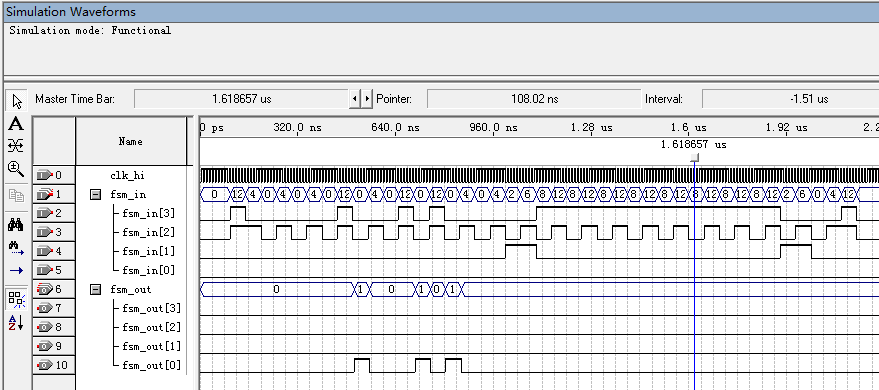 Simulation Waveforms
Simulation mode: Functional
Master Time Bar: 1.618657 us Pointer: 108.02 ns Interval: -1.51 us
Name
0 ps 320.0 ns 640.0 ns 960.0 ns 1.28 us 1.6 us 1.92 us 2.2
1.618657 us
0 clk_hi
1 fsm_in 0 12 4 0 4 0 4 0 12 0 4 0 12 0 12 0 4 0 4 2 6 8 12 8 12 8 12 8 12 8 12 8 12 8 12 8 12 8 2 6 0 4 12
2 fsm_in[3]
3 fsm_in[2]
4 fsm_in[1]
5 fsm_in[0]
6 fsm_out 0 1 0 1 0 1 0
7 fsm_out[3]
8 fsm_out[2]
9 fsm_out[1]
10 fsm_out[0]